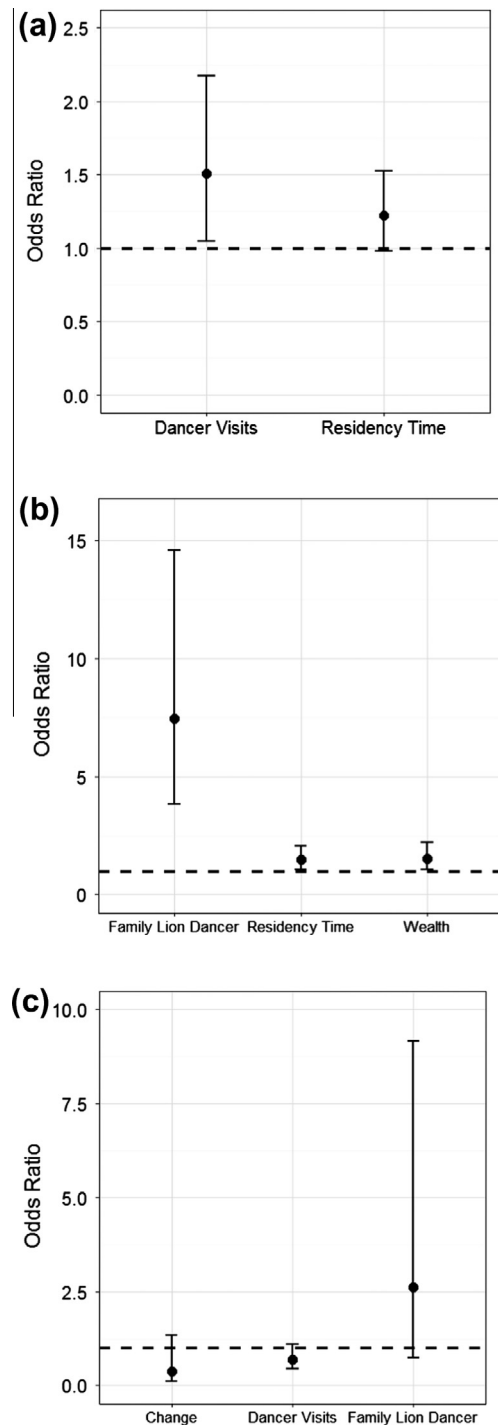 (a)
2.5
2.0
1.5
1.0
0.5
0.0
Odds Ratio
Dancer Visits Residency Time
(b)
15
10
5
0
Odds Ratio
Family Lion Dancer Residency Time Wealth
(c)
10.0
7.5
5.0
2.5
0.0
Odds Ratio
Change Dancer Visits Family Lion Dancer